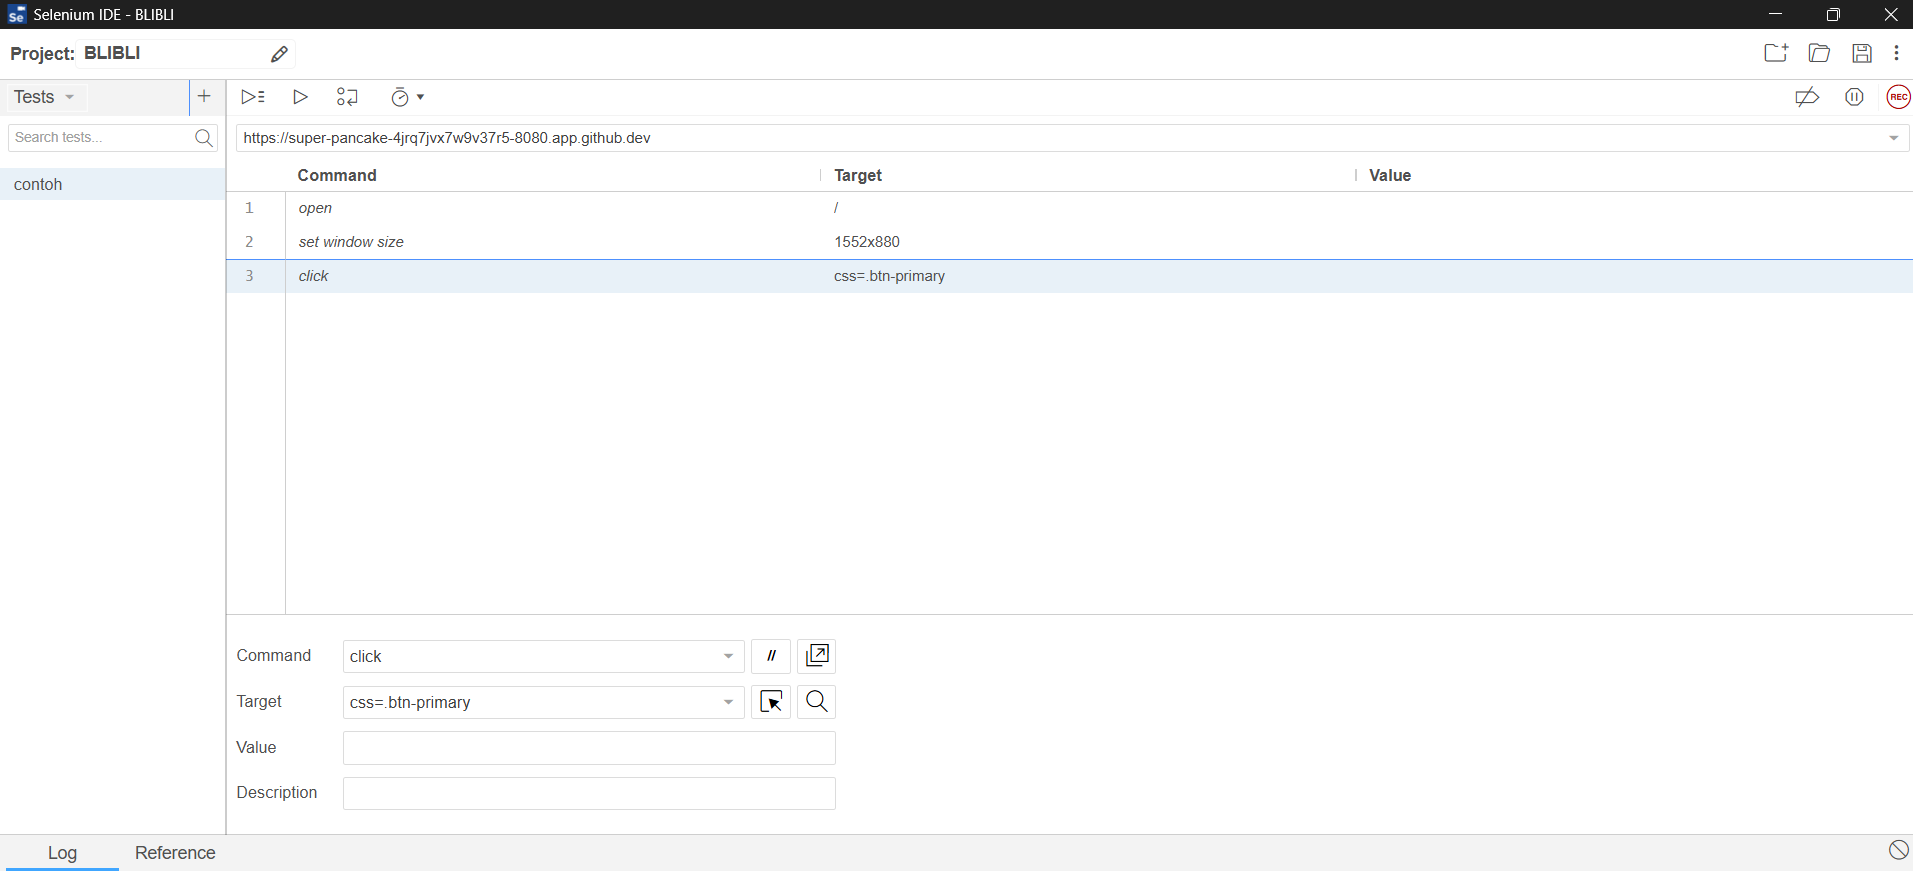 Selenium IDE - BLIBLI
Project: BLIBLI
Tests
+
Search tests...
REC
https://super-pancake-4jrq7jvx7w9v37r5-8080.app.github.dev
contoh
Command Target Value
1 open /
2 set window size 1552x880
3 click css=.btn-primary
Command click //
Target css=.btn-primary
Value
Description
Log Reference